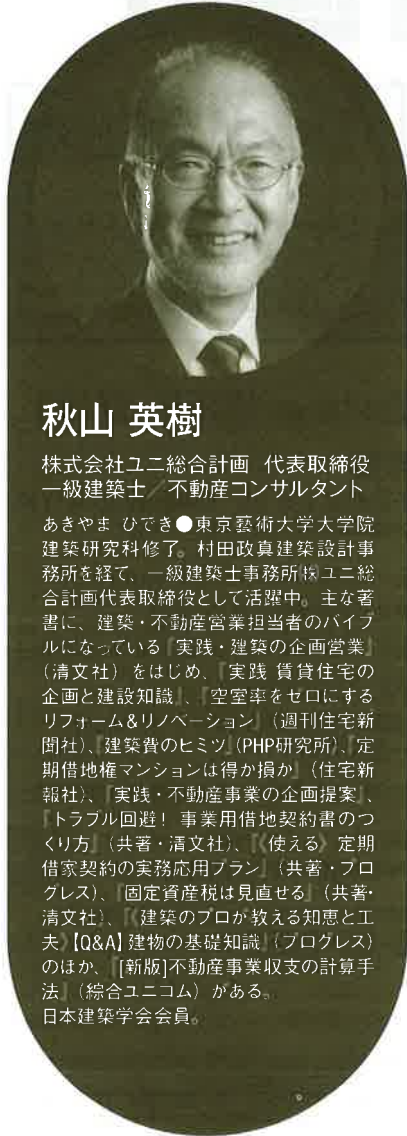 秋山 英樹
株式会社ユニ総合計画 代表取締役
一級建築士／不動産コンサルタント
あきやま ひでき●東京藝術大学大学院
建築研究科修了。村田政真建築設計事
務所を経て、一級建築士事務所㈱ユニ総
合計画代表取締役として活躍中。主な著
書に、建築・不動産営業担当者のバイブ
ルになっている『実践・建築の企画営業』
（清文社）をはじめ、『実践 賃貸住宅の
企画と建設知識』、『空室率をゼロにする
リフォーム&リノベーション』（週刊住宅新
聞社）、『建築費のヒミツ』（PHP研究所）、『定
期借地権マンションは得か損か』（住宅新
報社）、『実践・不動産事業の企画提案』、
『トラブル回避！ 事業用借地契約書のつ
くり方』（共著・清文社）、『〈使える〉定期
借家契約の実務応用プラン』（共著・プロ
グレス）、『固定資産税は見直せる』（共著・
清文社）、『〈建築のプロが教える知恵と工
夫〉【Q&A】建物の基礎知識』（プログレス）
のほか、『[新版]不動産事業収支の計算手
法』（綜合ユニコム）がある。
日本建築学会会員。